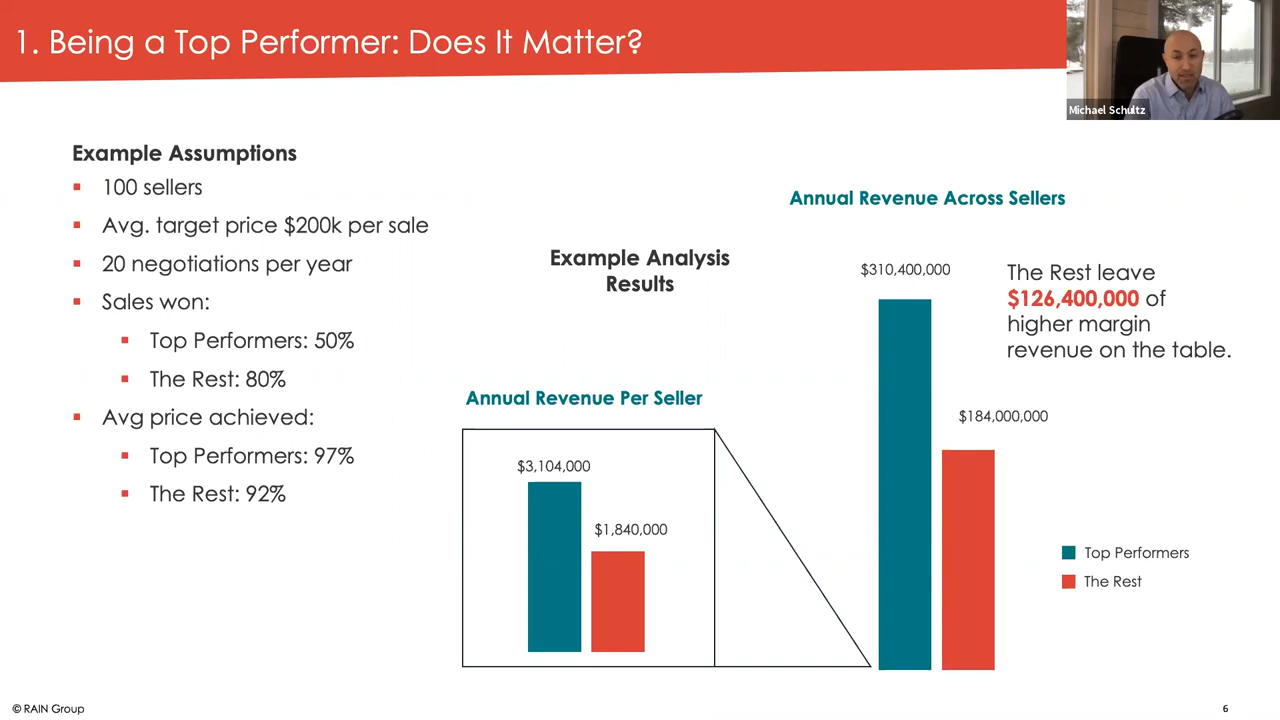 1. Being a Top Performer: Does It Matter?
Michael Schultz
Example Assumptions
100 sellers
Avg. target price $200k per sale
20 negotiations per year
Sales won:
Top Performers: 50%
The Rest: 80%
Avg price achieved:
Top Performers: 97%
The Rest: 92%
Example Analysis
Results
Annual Revenue Per Seller
$3,104,000
$1,840,000
Annual Revenue Across Sellers
$310,400,000
$184,000,000
The Rest leave
$126,400,000 of
higher margin
revenue on the table.
Top Performers
The Rest
© RAIN Group
6